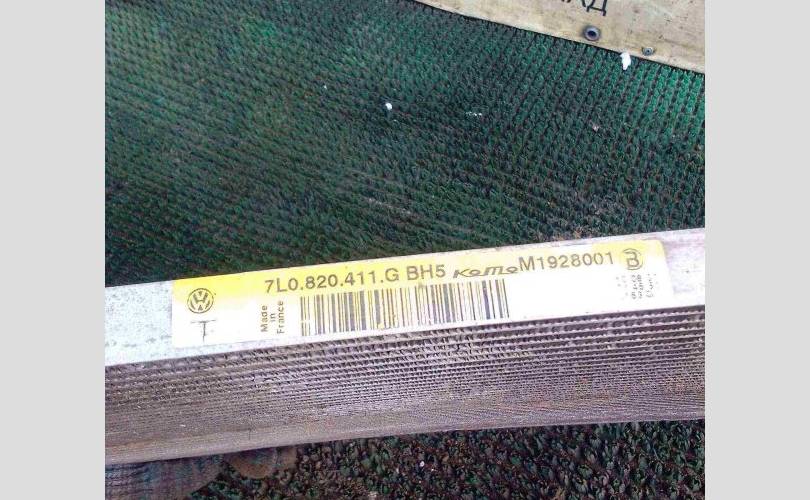 7L0.820.411.G BH5 KoMo M1928001
T
Made
in
France